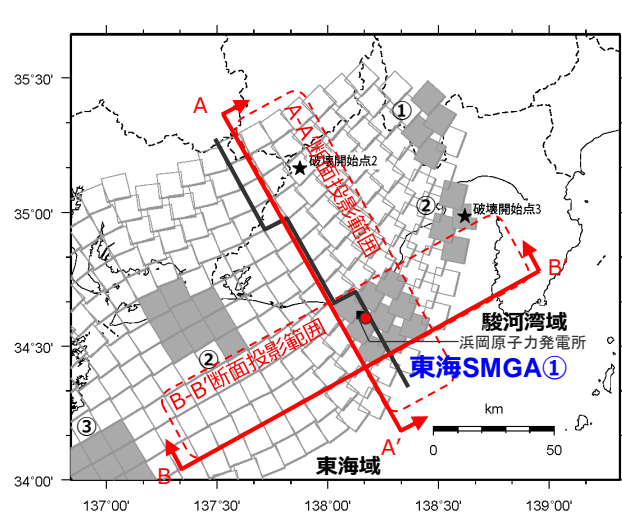 35°30'
35°00'
34°30'
34°00'
137°00'
137°30'
138°00'
138°30'
139°00'
A
A-A'断面投影範囲
①
破壊開始点2
②
破壊開始点3
B'
駿河湾域
浜岡原子力発電所
東海SMGA①
②
B-B'断面投影範囲
③
km
0
50
A'
B
東海域